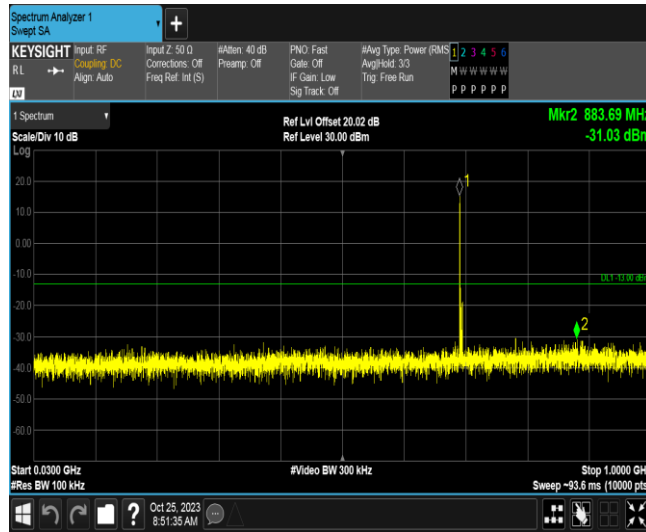 Spectrum Analyzer 1
Swept SA
+
KEYSIGHT Input: RF Input Z: 50 Ω #Atten: 40 dB PNO: Fast #Avg Type: Power (RMS 1 2 3 4 5 6
RL Coupling: DC Corrections: Off Preamp: Off Gate: Off Avg|Hold: 3/3 M W W W W W
Align: Auto Freq Ref: Int (S) IF Gain: Low Trig: Free Run
LXI Sig Track: Off P P P P P P
1 Spectrum
Ref Lvl Offset 20.02 dB Mkr2 883.69 MHz
Scale/Div 10 dB Ref Level 30.00 dBm -31.03 dBm
Log
20.0
1
10.0
0.00
-10.0
DL1 -13.00 dBm
-20.0
2
-30.0
-40.0
-50.0
-60.0
Start 0.0300 GHz #Video BW 300 kHz Stop 1.0000 GH
#Res BW 100 kHz Sweep ~93.6 ms (10000 pts
? Oct 25, 2023
8:51:35 AM